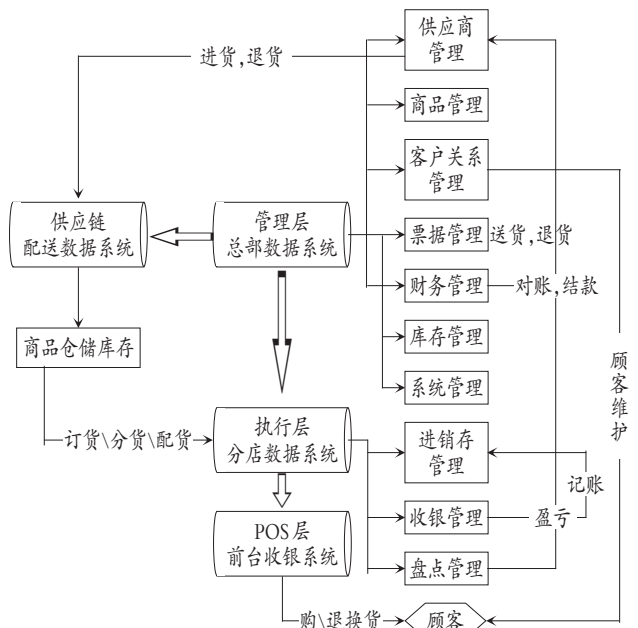 供应商
管理
进货,退货
商品管理
客户关系
管理
供应链
配送数据系统
管理层
总部数据系统
票据管理 送货,退货
财务管理 对账,结款
商品仓储库存
库存管理
系统管理
顾客维护
订货\分货\配货
执行层
分店数据系统
进销存
管理
记账
收银管理 盈亏
POS层
前台收银系统
盘点管理
购\退换货
顾客